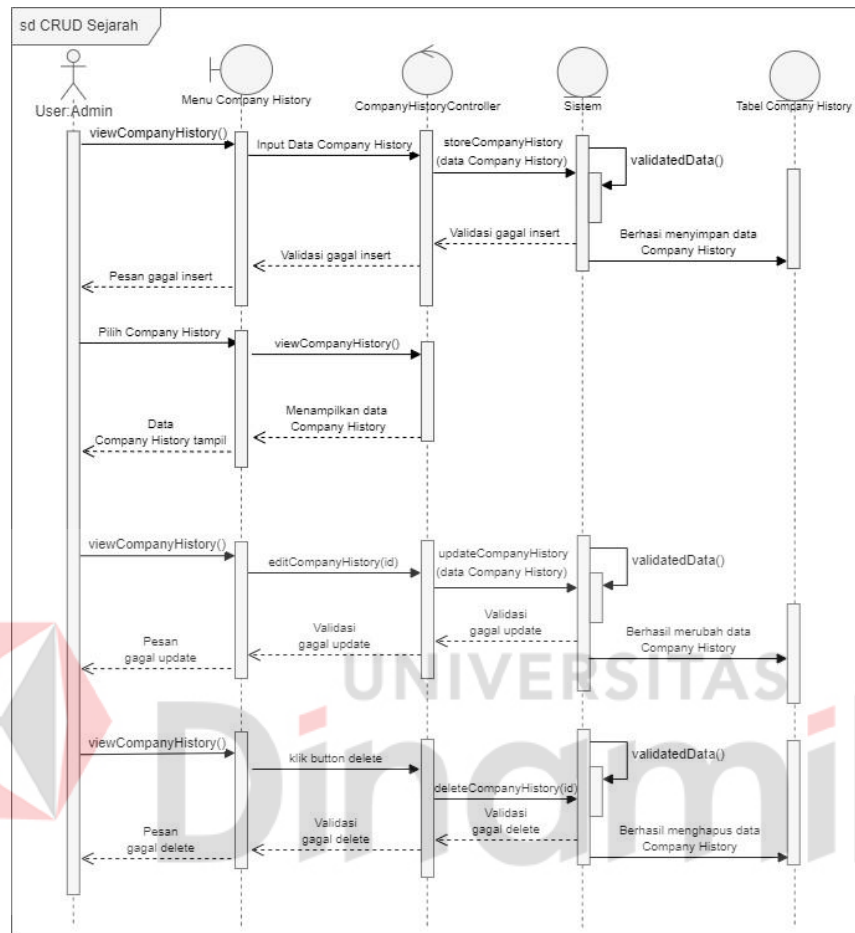 sd CRUD Sejarah
User:Admin
Menu Company History
CompanyHistoryController
Sistem
Tabel Company History
viewCompanyHistory()
Input Data Company History
storeCompanyHistory
(data Company History)
validatedData()
Validasi gagal insert
Berhasi menyimpan data
Company History
Validasi gagal insert
Pesan gagal insert
Pilih Company History
viewCompanyHistory()
Menampilkan data
Company History
Data
Company History tampil
viewCompanyHistory()
editCompanyHistory(id)
updateCompanyHistory
(data Company History)
validatedData()
Validasi
gagal update
Berhasil merubah data
Company History
Validasi
gagal update
Pesan
gagal update
UNIVERSITAS
Dinami
viewCompanyHistory()
klik button delete
deleteCompanyHistory(id)
validatedData()
Validasi
gagal delete
Berhasil menghapus data
Company History
Validasi
gagal delete
Pesan
gagal delete